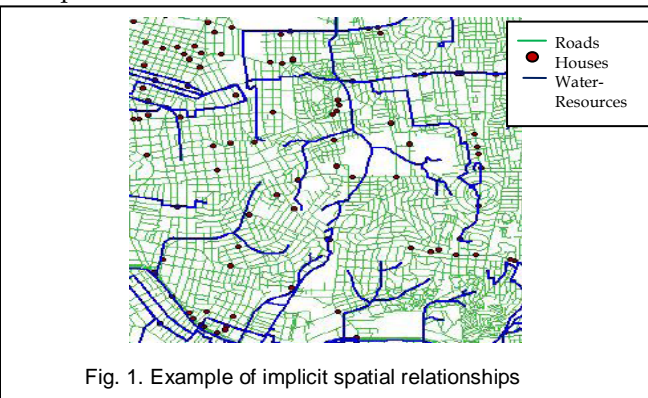 Roads
Houses
Water-
Resources
Fig. 1. Example of implicit spatial relationships